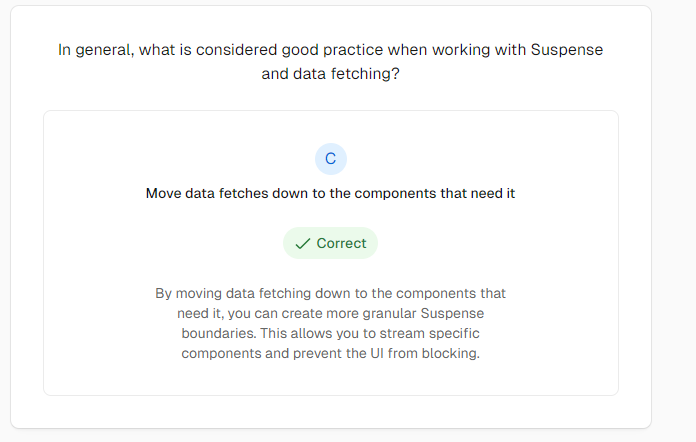 In general, what is considered good practice when working with Suspense
and data fetching?
C
Move data fetches down to the components that need it
Correct
By moving data fetching down to the components that
need it, you can create more granular Suspense
boundaries. This allows you to stream specific
components and prevent the UI from blocking.